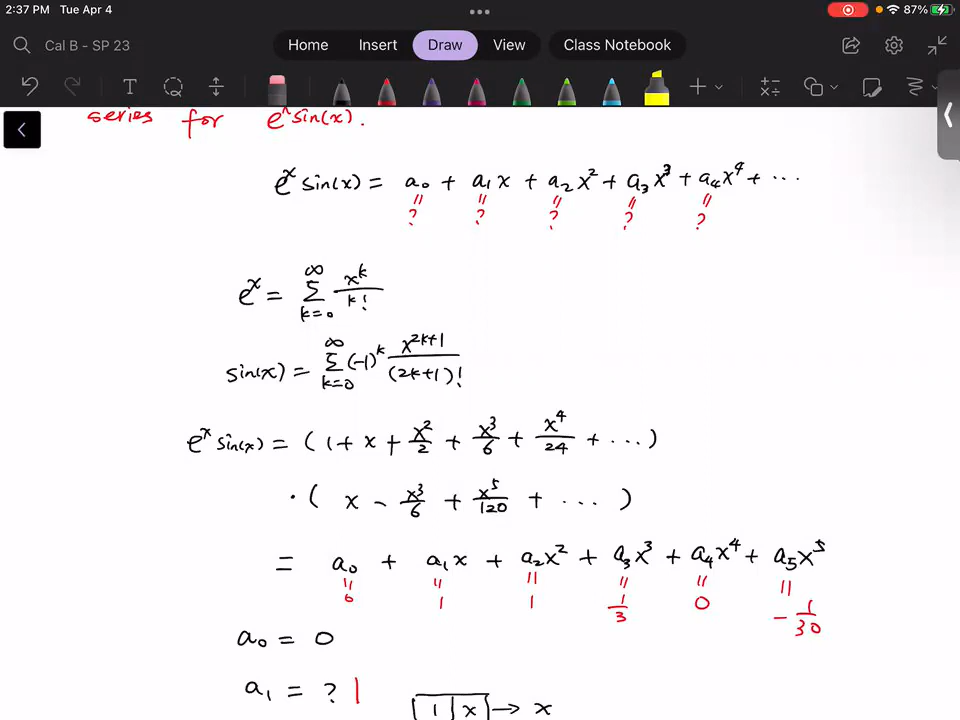 2:37 PM Tue Apr 4
87%
Cal B - SP 23
Home Insert Draw View Class Notebook
series for e^x sin(x).
e^x sin(x) = a₀ + a₁x + a₂x² + a₃x³ + a₄x⁴ + ...
= ? = ? = ? = ? = ?
e^x = ∑_{k=0}^{∞} x^k/k!
sin(x) = ∑_{k=0}^{∞} (-1)^k x^{2k+1}/(2k+1)!
e^x sin(x) = (1 + x + x²/2 + x³/6 + x⁴/24 + ...)
· (x - x³/6 + x⁵/120 + ...)
= a₀ + a₁x + a₂x² + a₃x³ + a₄x⁴ + a₅x⁵
= 0 = 1 = 1 = 1/3 = 0 = -1/30
a₀ = 0
a₁ = ? 1
1 | x → x